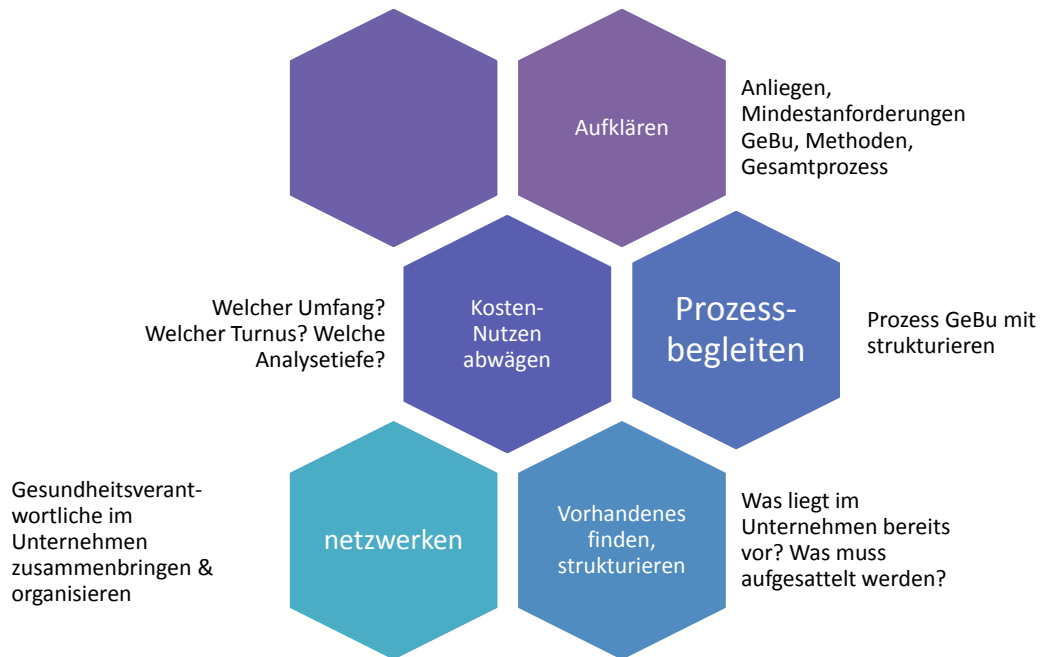 Aufklären
Anliegen,
Mindestanforderungen
GeBu, Methoden,
Gesamtprozess
Welcher Umfang?
Welcher Turnus? Welche
Analysetiefe?
Kosten-
Nutzen
abwägen
Prozess-
begleiten
Prozess GeBu mit
strukturieren
Gesundheitsverant-
wortliche im
Unternehmen
zusammenbringen &
organisieren
netzwerken
Vorhandenes
finden,
strukturieren
Was liegt im
Unternehmen bereits
vor? Was muss
aufgesattelt werden?